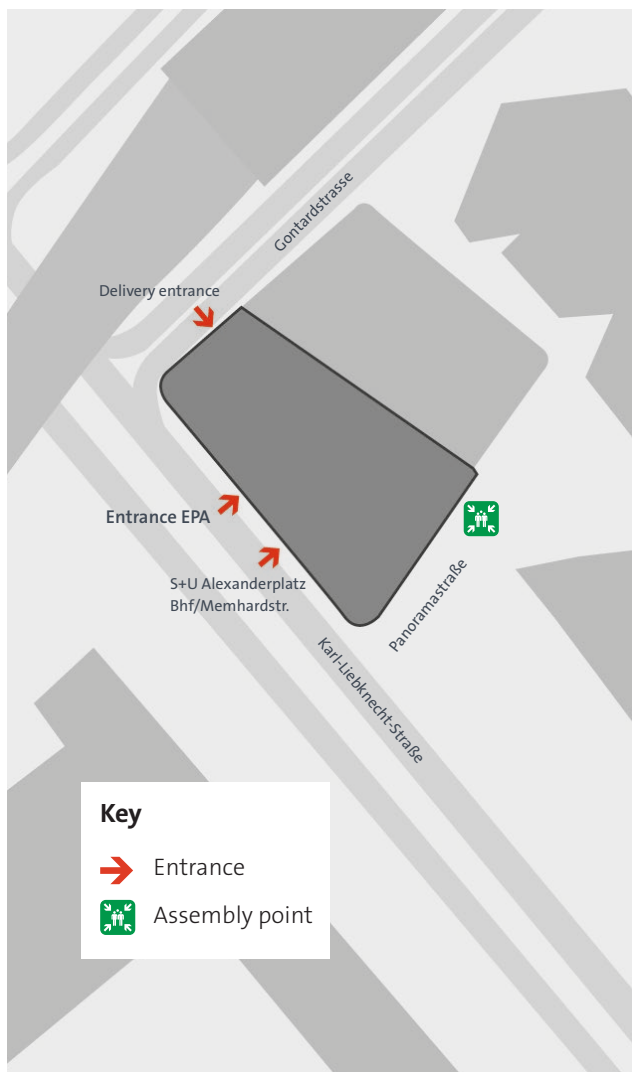 Gontardstrasse
Delivery entrance
Entrance EPA
S+U Alexanderplatz
Bhf/Memhardstr.
Panoramastraße
Karl-Liebknecht-Straße
Key
Entrance
Assembly point